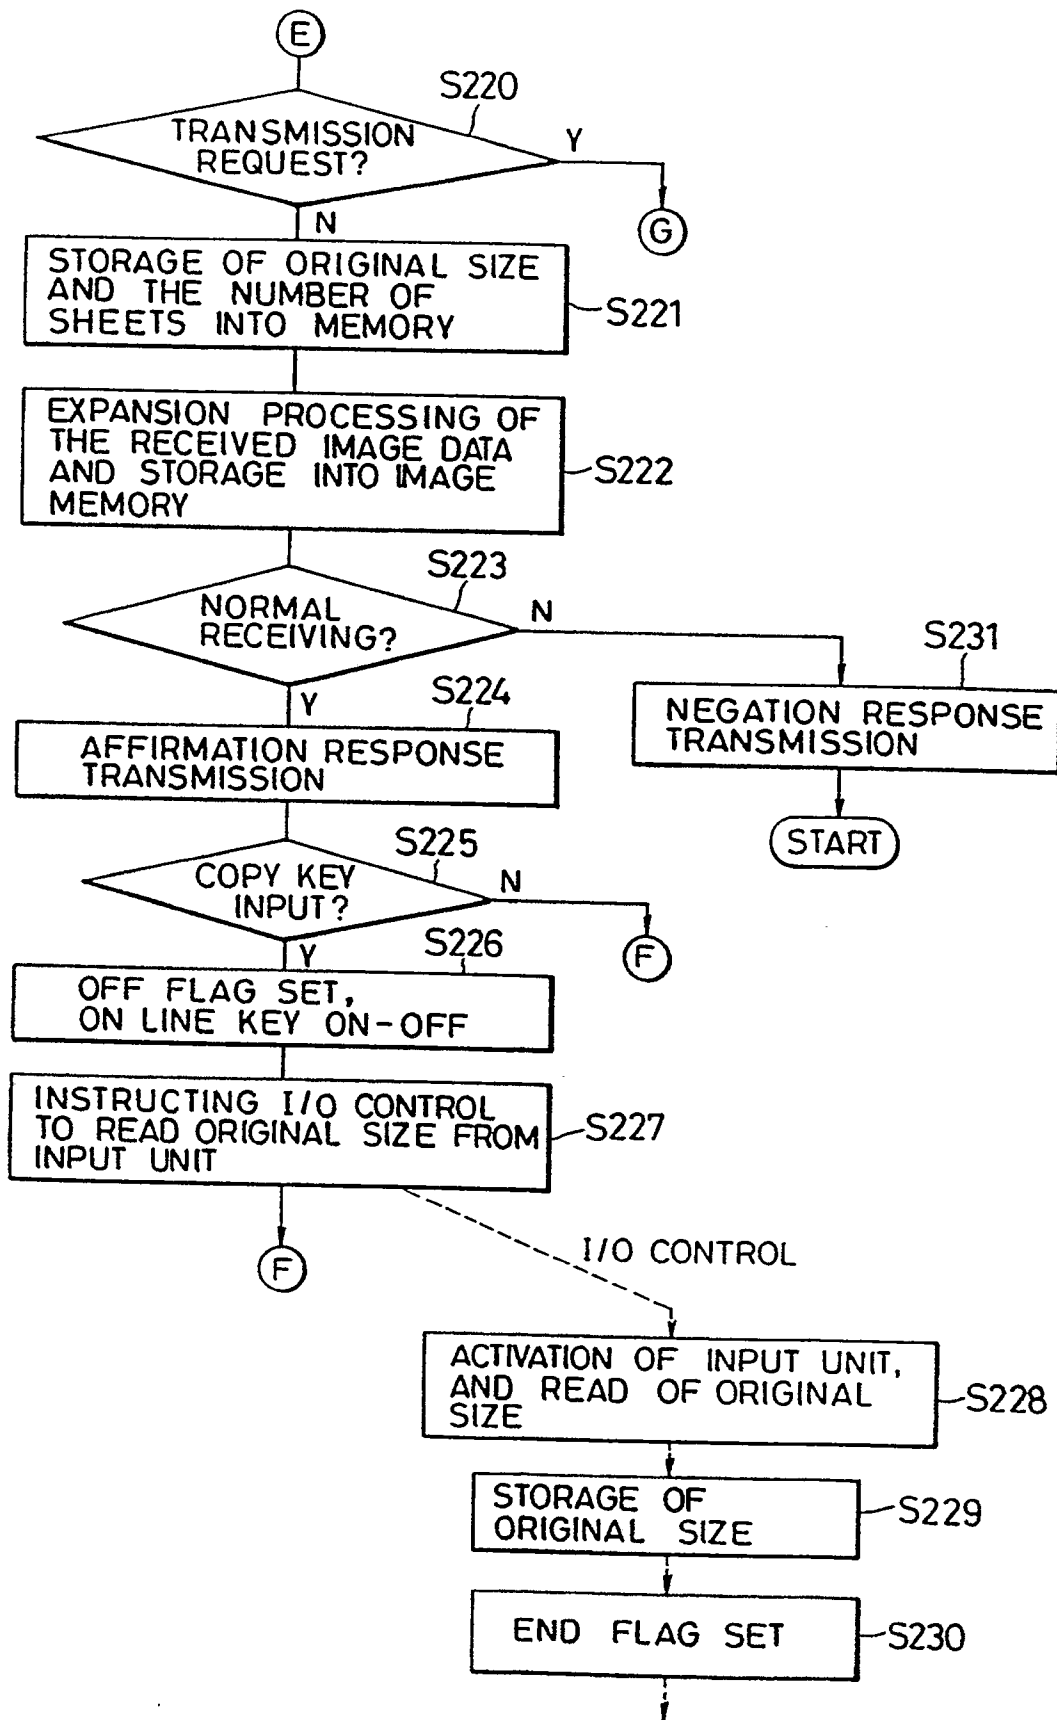 E
S220
TRANSMISSION
REQUEST?
Y
G
N
STORAGE OF ORIGINAL SIZE
AND THE NUMBER OF
SHEETS INTO MEMORY
S221
EXPANSION PROCESSING OF
THE RECEIVED IMAGE DATA
AND STORAGE INTO IMAGE
MEMORY
S222
S223
NORMAL
RECEIVING?
N
Y
S231
NEGATION RESPONSE
TRANSMISSION
START
S224
AFFIRMATION RESPONSE
TRANSMISSION
S225
COPY KEY
INPUT?
N
F
Y
S226
OFF FLAG SET,
ON LINE KEY ON-OFF
INSTRUCTING I/O CONTROL
TO READ ORIGINAL SIZE FROM
INPUT UNIT
S227
F
I/O CONTROL
ACTIVATION OF INPUT UNIT,
AND READ OF ORIGINAL
SIZE
S228
STORAGE OF
ORIGINAL SIZE
S229
END FLAG SET
S230